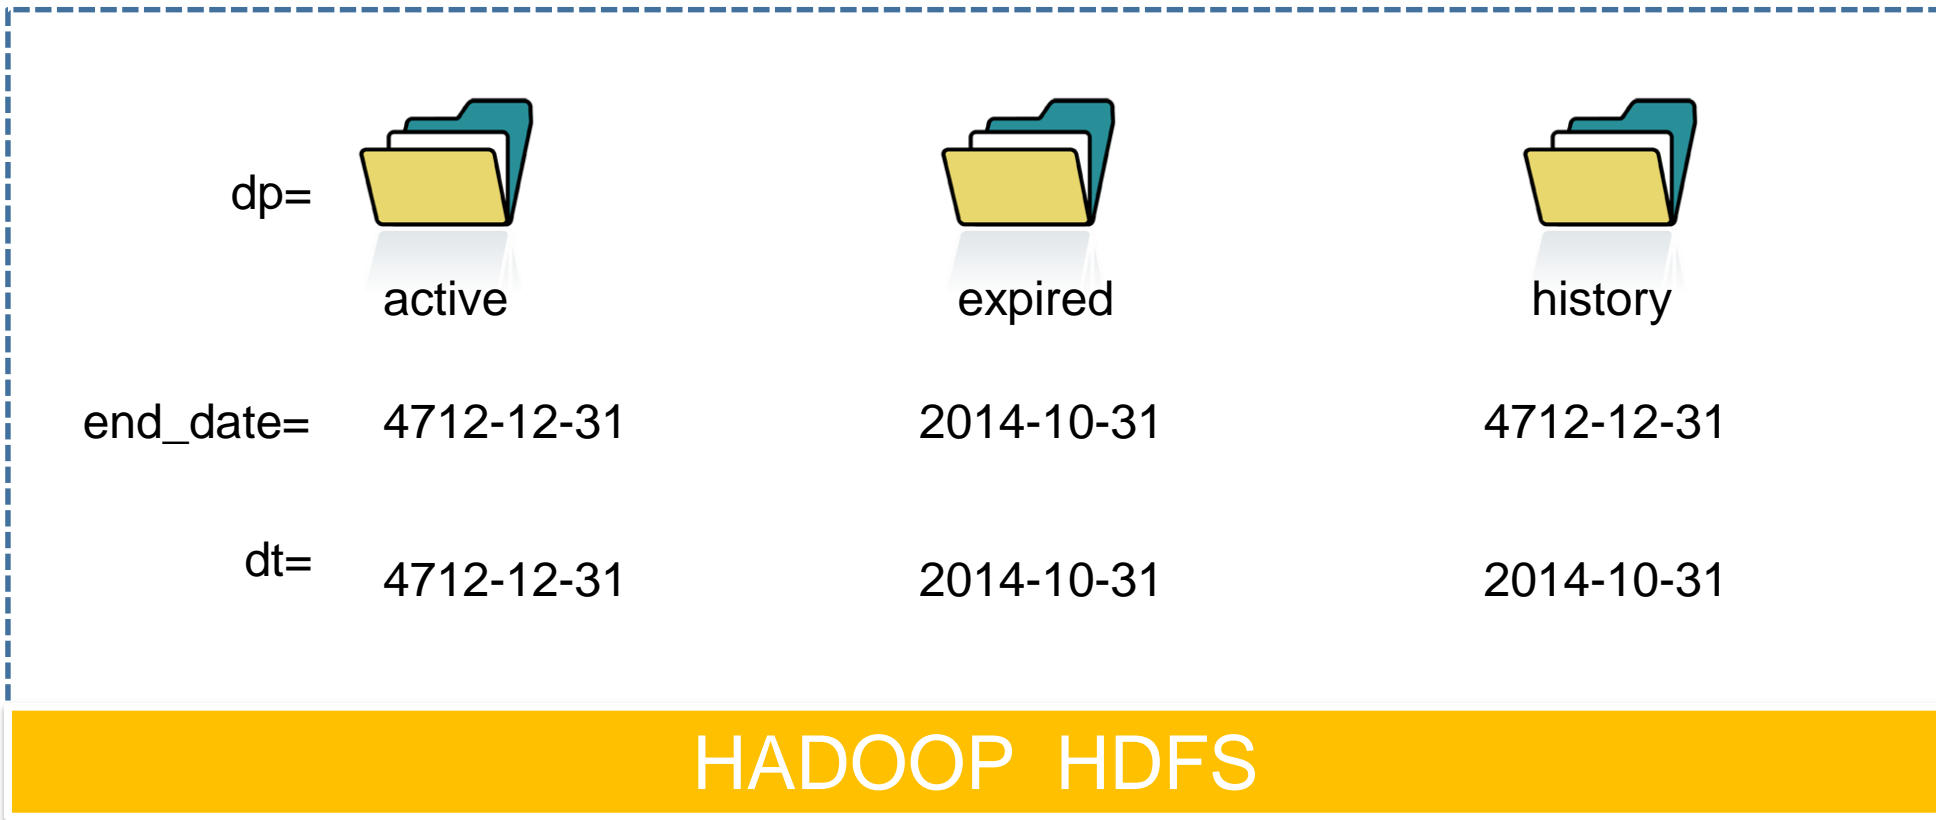 dp=
active expired history
end_date= 4712-12-31 2014-10-31 4712-12-31
dt= 4712-12-31 2014-10-31 2014-10-31
HADOOP HDFS